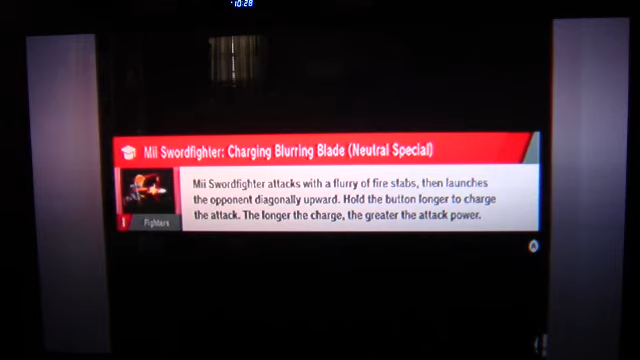 10:28
Mii Swordfighter: Charging Blurring Blade (Neutral Special)
Mii Swordfighter attacks with a flurry of fire stabs, then launches
the opponent diagonally upward. Hold the button longer to charge
the attack. The longer the charge, the greater the attack power.
Fighters
A